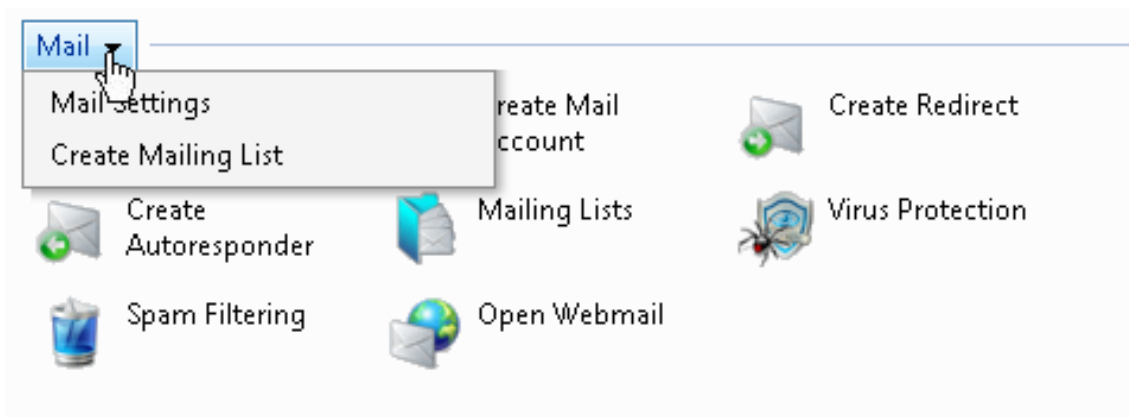 Mail
Mail Settings
Create Mailing List
reate Mail
ccount
Create Redirect
Create
Autoresponder
Mailing Lists
Virus Protection
Spam Filtering
Open Webmail